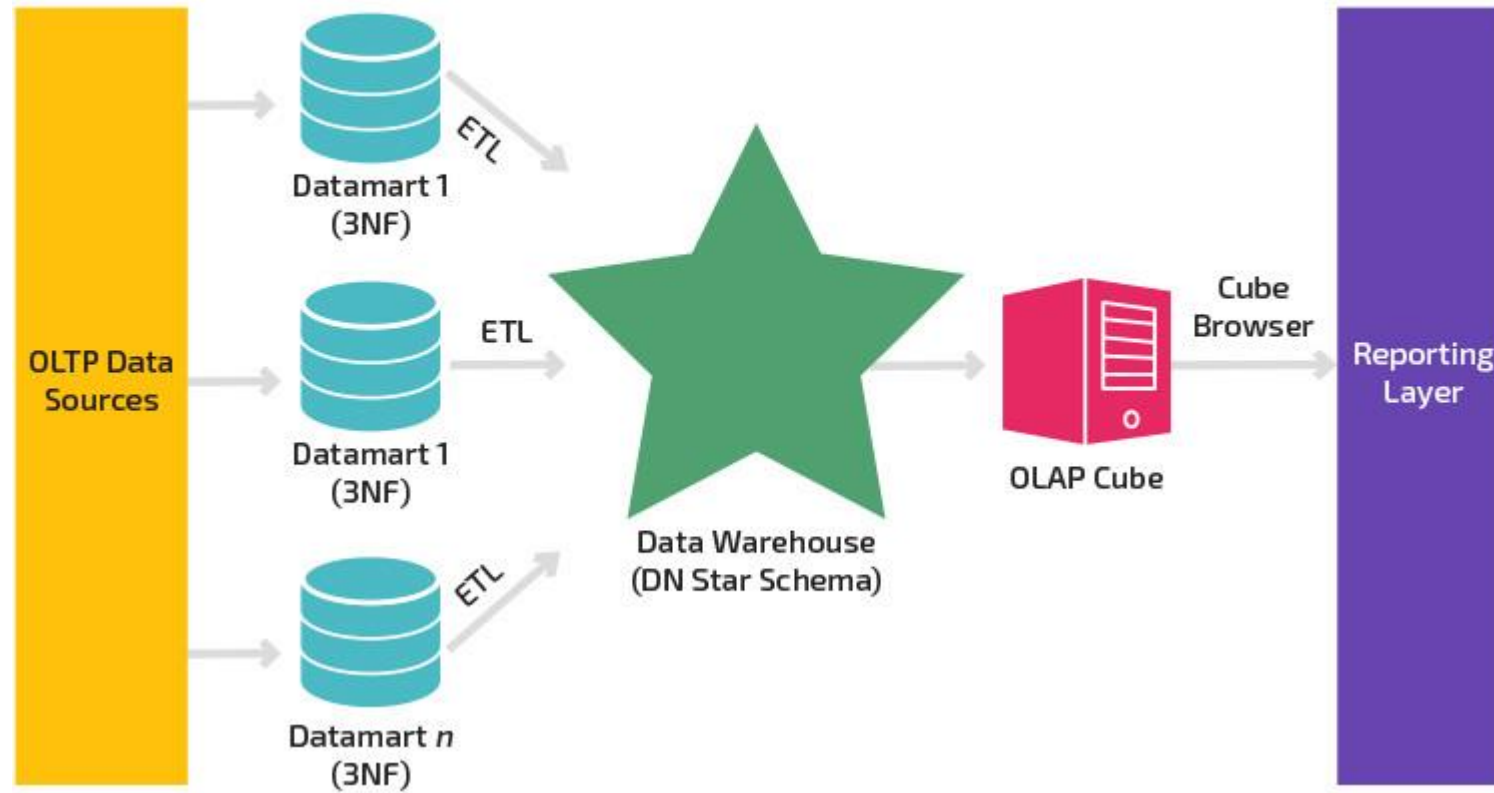 OLTP Data
Sources
Datamart 1
(3NF)
ETL
Datamart 1
(3NF)
ETL
Datamart n
(3NF)
ETL
Data Warehouse
(DN Star Schema)
OLAP Cube
Cube
Browser
Reporting
Layer